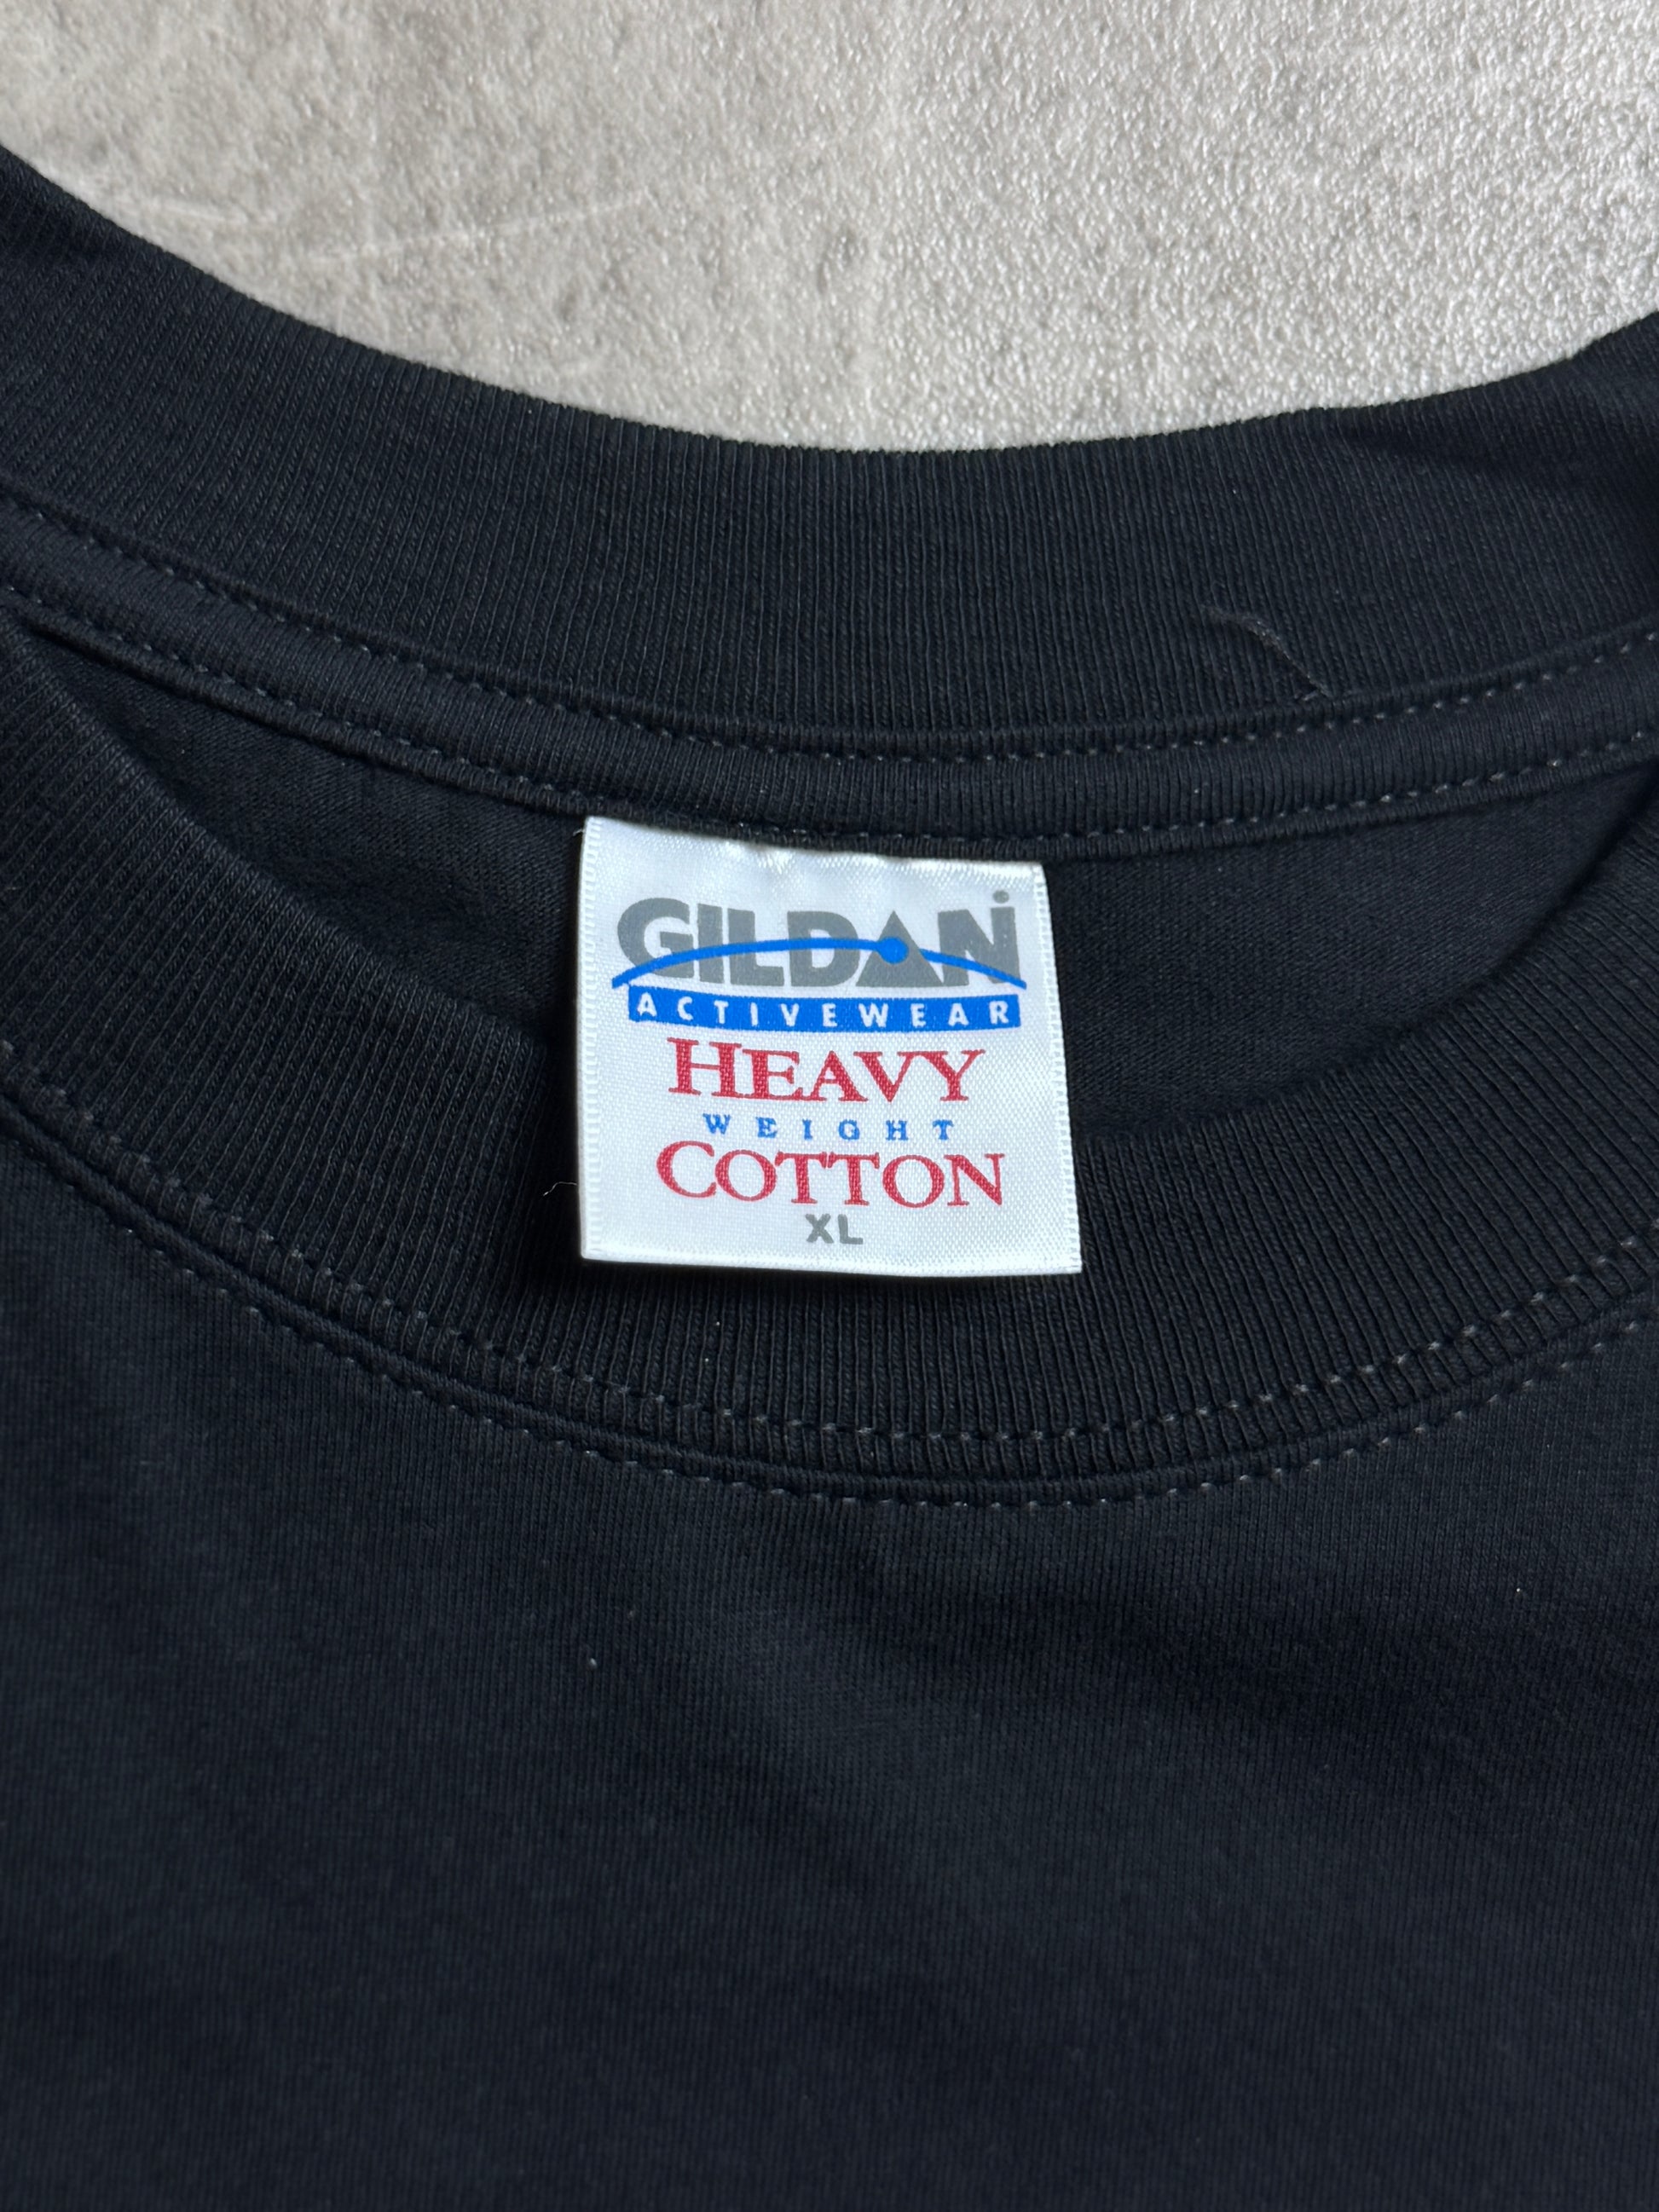 GILDAN
ACTIVEWEAR
HEAVY
WEIGHT
COTTON
XL